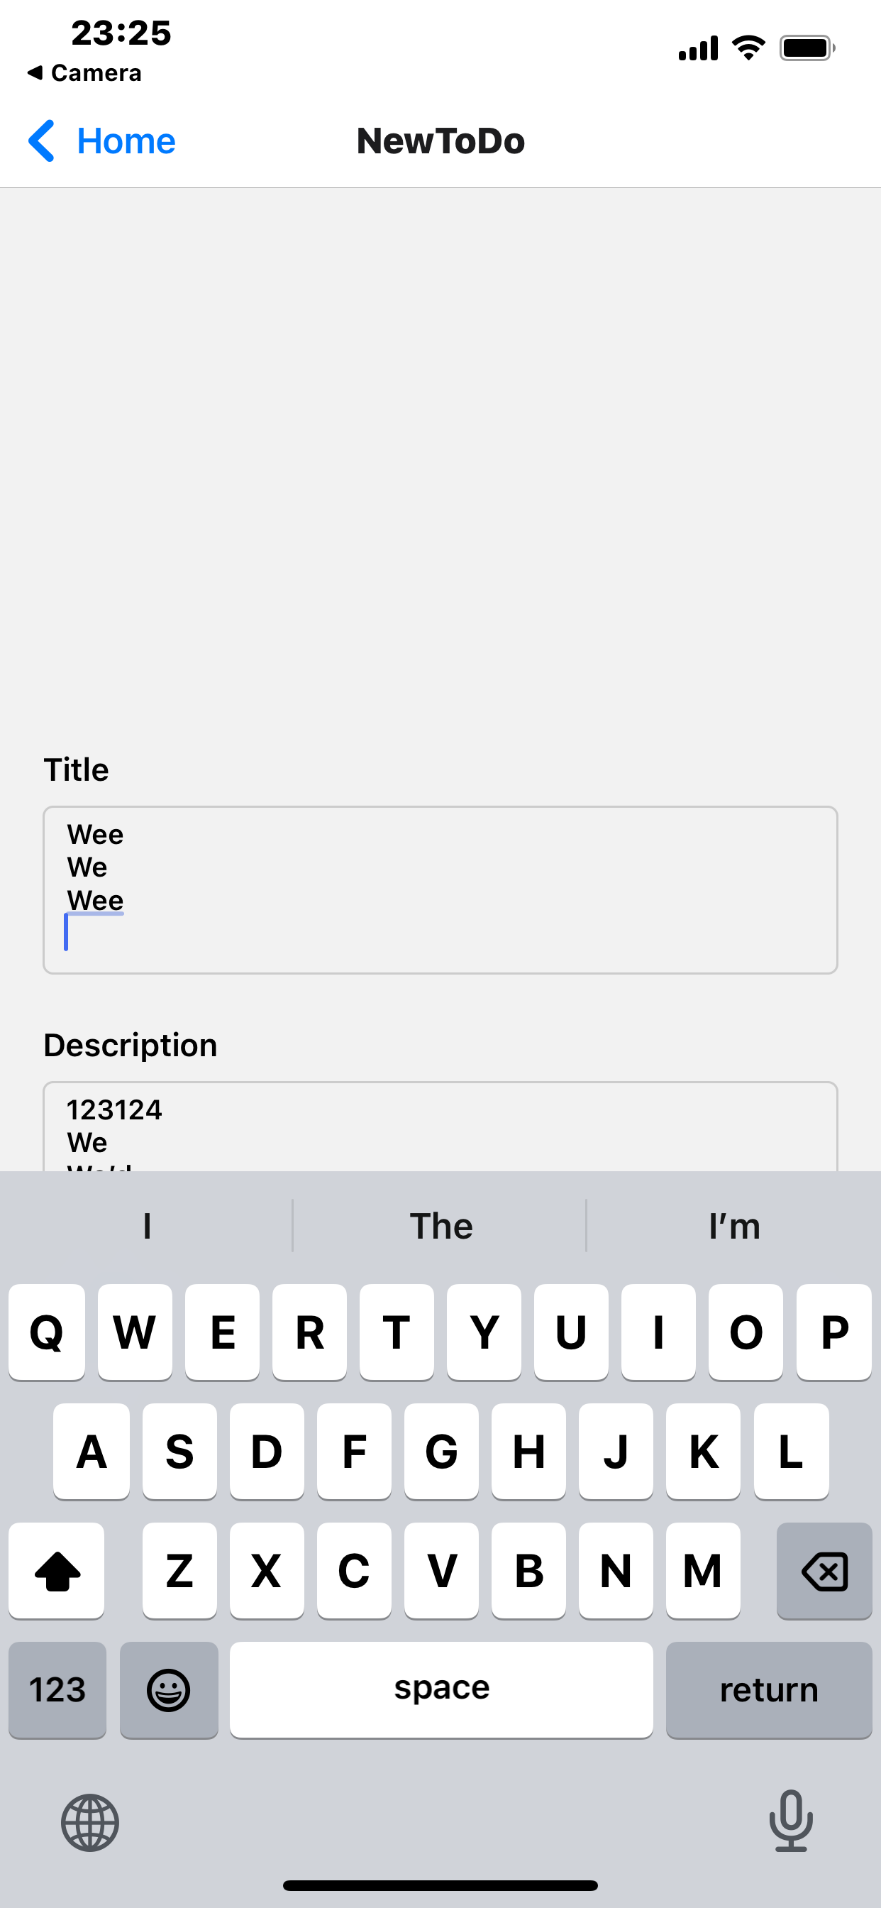 23:25
◀ Camera
Home
NewToDo
Title
Wee
We
Wee
Description
123124
We
I
The
I’m
Q W E R T Y U I O P
A S D F G H J K L
Z X C V B N M
123
space
return